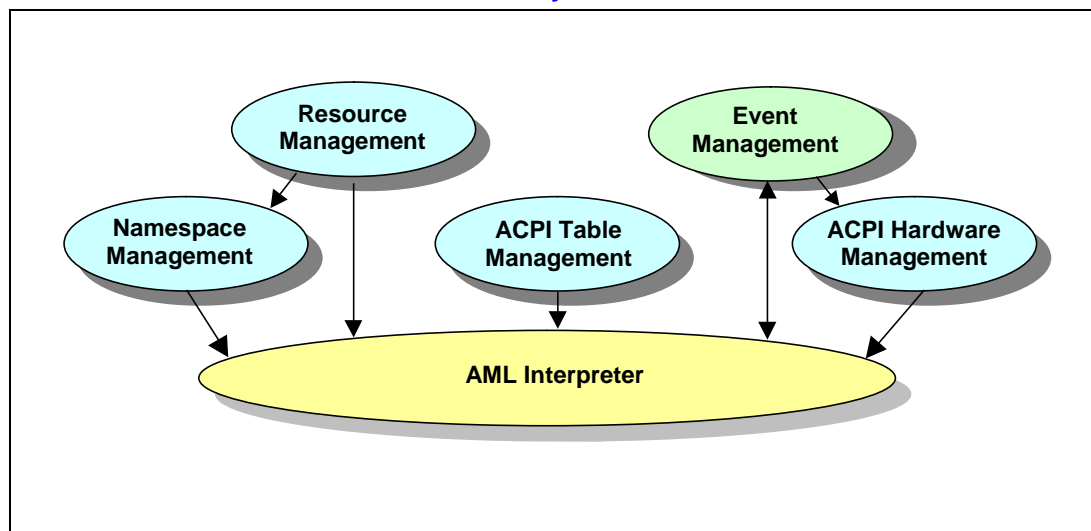 Resource
Management
Event
Management
Namespace
Management
ACPI Table
Management
ACPI Hardware
Management
AML Interpreter